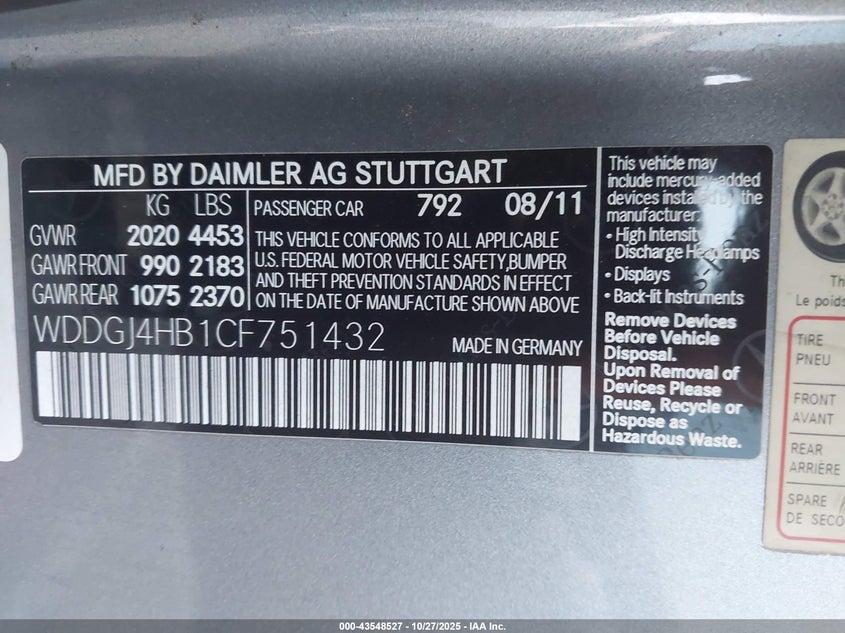 MFD BY DAIMLER AG STUTTGART
KG LBS
GVWR 2020 4453
GAWR FRONT 990 2183
GAWR REAR 1075 2370
PASSENGER CAR 792 08/11
THIS VEHICLE CONFORMS TO ALL APPLICABLE
U.S. FEDERAL MOTOR VEHICLE SAFETY,BUMPER
AND THEFT PREVENTION STANDARDS IN EFFECT
ON THE DATE OF MANUFACTURE SHOWN ABOVE
WDDGJ4HB1CF751432
MADE IN GERMANY
This vehicle may
include mercury-added
devices installed by the
manufacturer:
• High Intensity
Discharge Headlamps
• Displays
• Back-lit Instruments
Remove Devices
Before Vehicle
Disposal.
Upon Removal of
Devices Please
Reuse, Recycle or
Dispose as
Hazardous Waste.
Le poids
TIRE
PNEU
FRONT
AVANT
REAR
ARRIÈRE
SPARE
DE
000-43548527 - 10/27/2025 - IAA Inc.